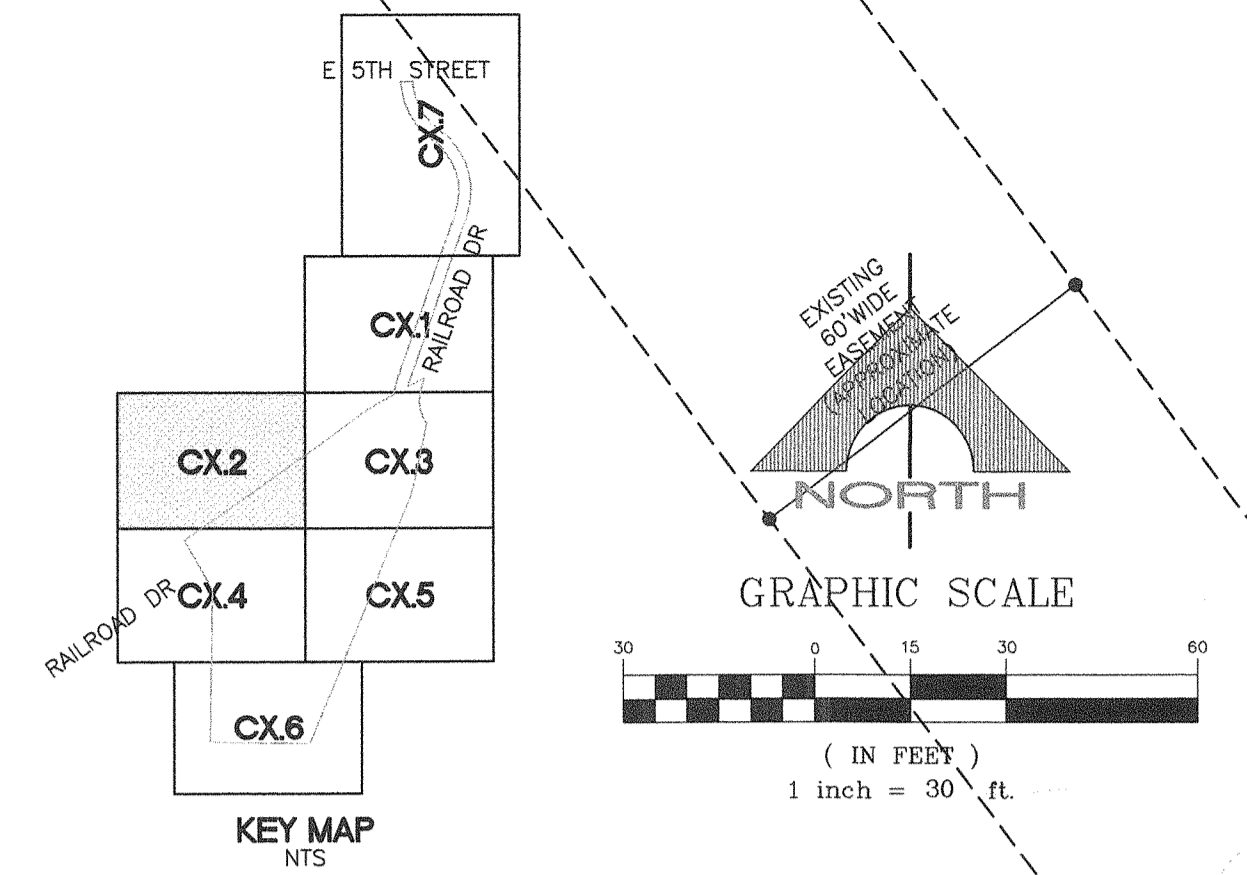 E 5TH STREET
CX.7
RAILROAD DR
CX.1
CX.2
CX.3
CX.4
CX.5
RAILROAD DR
CX.6
KEY MAP
NTS
EXISTING
60'WIDE
EASEMENT
(APPROXIMATE
LOCATION)
NORTH
GRAPHIC SCALE
30 0 15 30 60
( IN FEET )
1 inch = 30 ft.